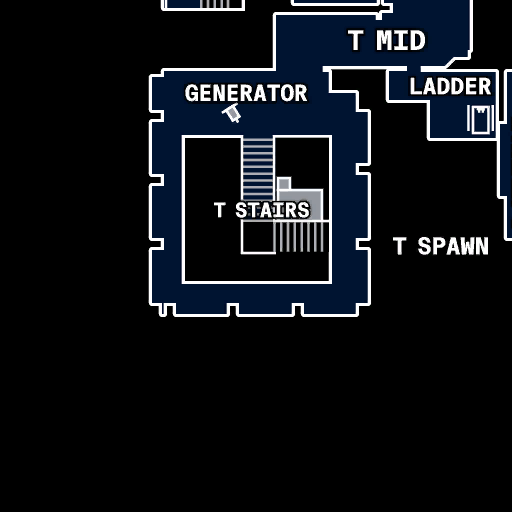 T MID
GENERATOR
LADDER
T STAIRS
T SPAWN